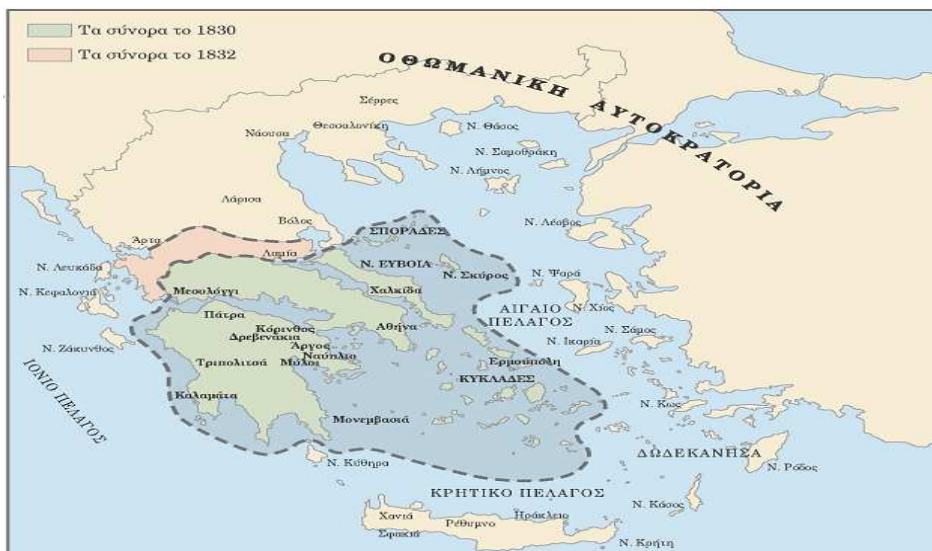 Τα σύνορα το 1830
Τα σύνορα το 1832
ΟΘΩΜΑΝΙΚΗ ΑΥΤΟΚΡΑΤΟΡΙΑ
Σέρρες
Νάουσα
Θεσσαλονίκη
Ν. Θάσος
Ν. Σαμοθράκη
Ν. Λήμνος
Λάρισα
Βόλος
Άρτα
Λαμία
ΣΠΟΡΑΔΕΣ
Ν. Λέσβος
Ν. Λευκάδα
Ν. ΕΥΒΟΙΑ
Ν. Σκύρος
Ν. Ψαρά
Ν. Κεφαλονιά
Μεσολόγγι
Χαλκίδα
ΑΙΓΑΙΟ
ΠΕΛΑΓΟΣ
Ν. Χίος
Πάτρα
Κόρινθος
Αθήνα
Ν. Σάμος
Ν. Ζάκυνθος
Δρεβενάκια
Άργος
Ν. Ικαρία
Ναύπλιο
Τριπολιτσά
Μύλοι
Ερμούπολη
ΚΥΚΛΑΔΕΣ
ΙΟΝΙΟ ΠΕΛΑΓΟΣ
Καλαμάτα
Μονεμβασιά
Ν. Κως
ΔΩΔΕΚΑΝΗΣΑ
Ν. Κύθηρα
Ν. Ρόδος
ΚΡΗΤΙΚΟ ΠΕΛΑΓΟΣ
Ν. Κάσος
Χανιά
Ρέθυμνο
Ηράκλειο
Σφακιά
Ν. Κρήτη